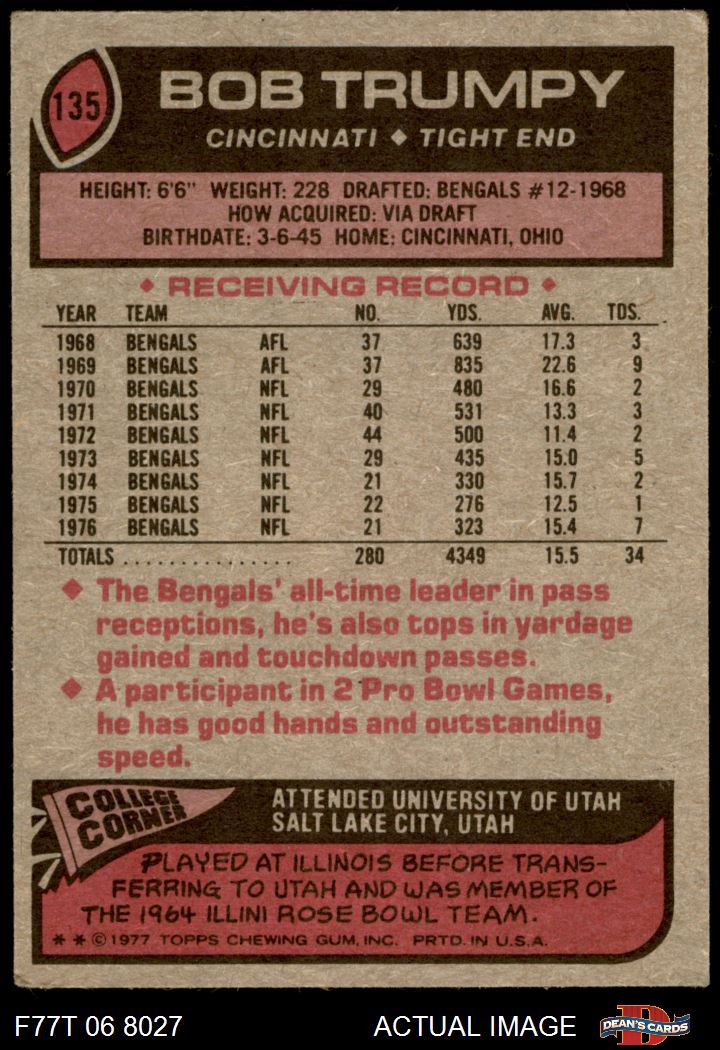 135
BOB TRUMPY
CINCINNATI ◆ TIGHT END
HEIGHT: 6'6" WEIGHT: 228 DRAFTED: BENGALS #12-1968
HOW ACQUIRED: VIA DRAFT
BIRTHDATE: 3-6-45 HOME: CINCINNATI, OHIO
◆ RECEIVING RECORD ◆
YEAR TEAM NO. YDS. AVG. TDS.
1968 BENGALS AFL 37 639 17.3 3
1969 BENGALS AFL 37 835 22.6 9
1970 BENGALS NFL 29 480 16.6 2
1971 BENGALS NFL 40 531 13.3 3
1972 BENGALS NFL 44 500 11.4 2
1973 BENGALS NFL 29 435 15.0 5
1974 BENGALS NFL 21 330 15.7 2
1975 BENGALS NFL 22 276 12.5 1
1976 BENGALS NFL 21 323 15.4 7
TOTALS ................ 280 4349 15.5 34
◆ The Bengals' all-time leader in pass
receptions, he's also tops in yardage
gained and touchdown passes.
◆ A participant in 2 Pro Bowl Games,
he has good hands and outstanding
speed.
COLLEGE
CORNER
ATTENDED UNIVERSITY OF UTAH
SALT LAKE CITY, UTAH
PLAYED AT ILLINOIS BEFORE TRANS-
FERRING TO UTAH AND WAS MEMBER OF
THE 1964 ILLINI ROSE BOWL TEAM.
* * © 1977 TOPPS CHEWING GUM, INC. PRTD. IN U.S.A.
F77T 06 8027
ACTUAL IMAGE
D
DEAN'S CARDS